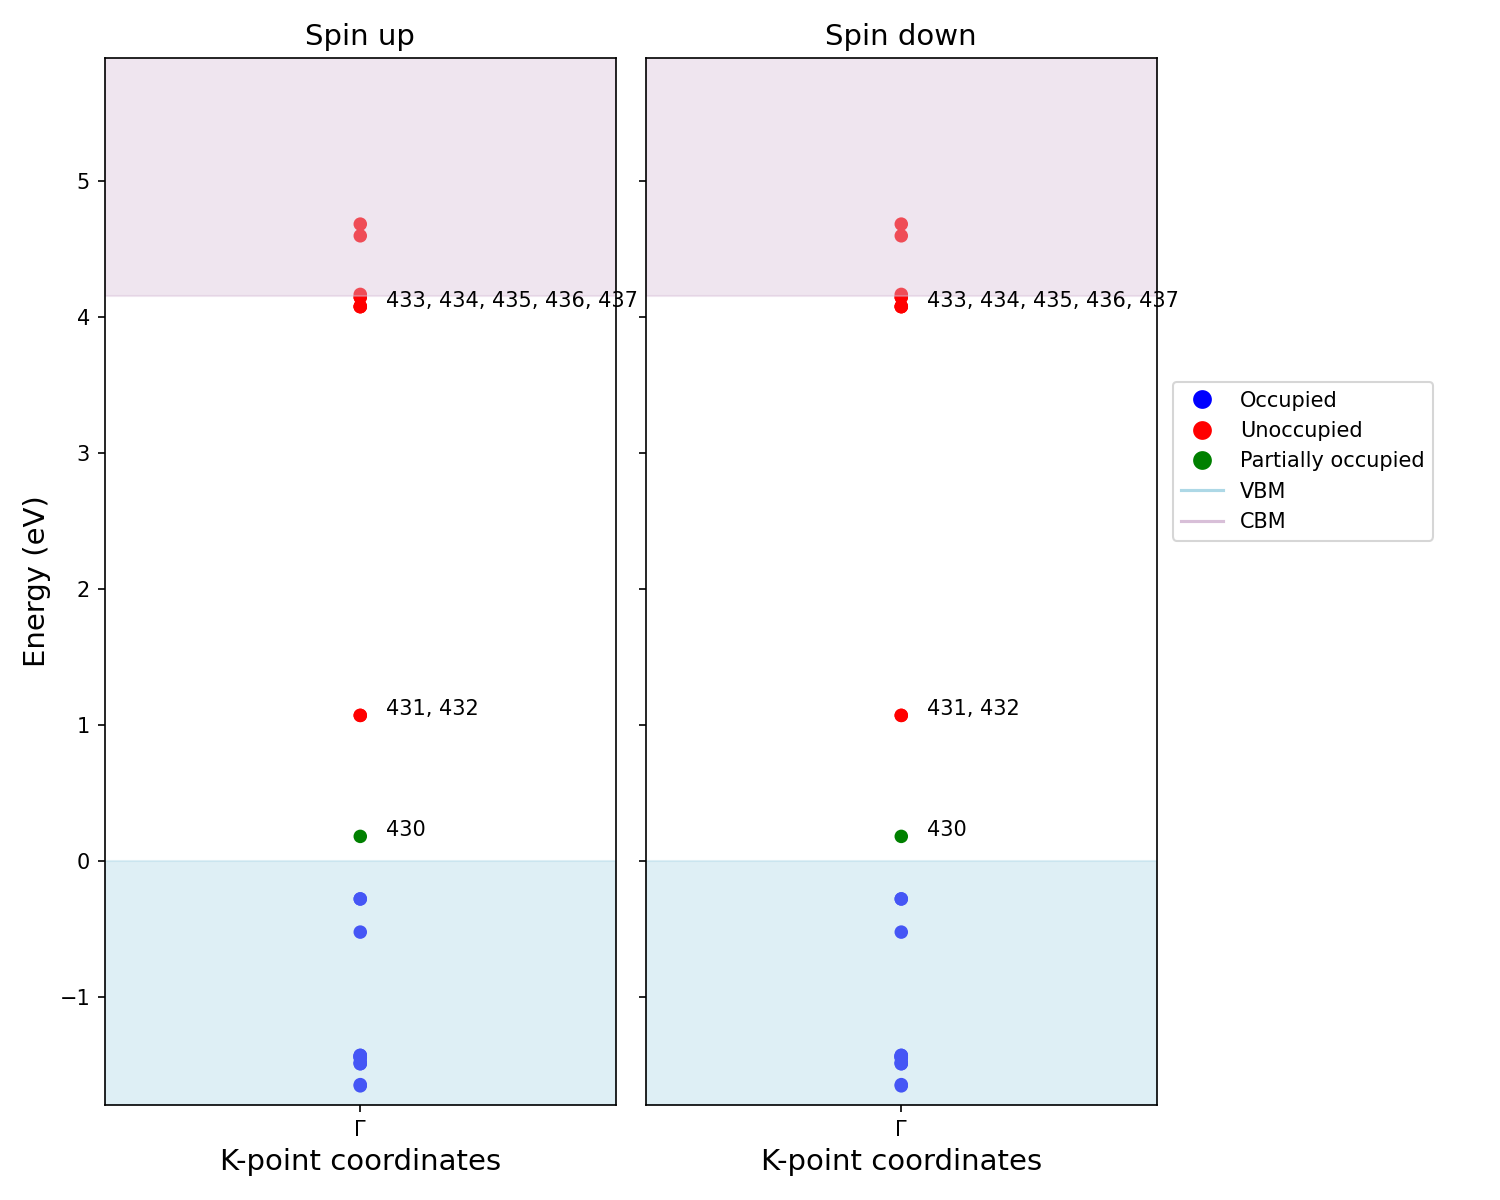 Spin up
Spin down
Energy (eV)
5
4
3
2
1
0
−1
433, 434, 435, 436, 437
431, 432
430
433, 434, 435, 436, 437
431, 432
430
Γ
Γ
K-point coordinates
K-point coordinates
Occupied
Unoccupied
Partially occupied
VBM
CBM